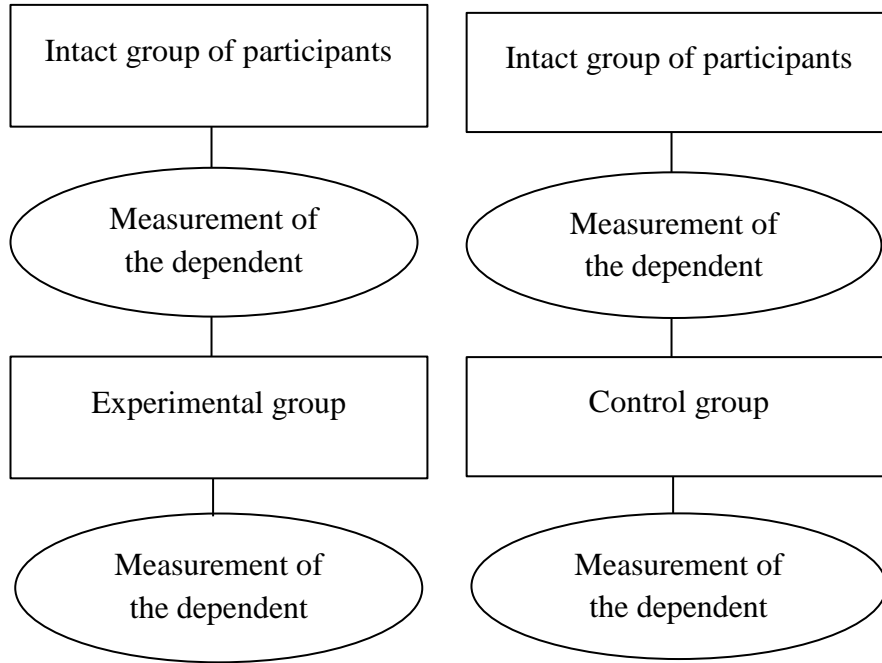 Intact group of participants
Measurement of
the dependent
Experimental group
Measurement of
the dependent
Intact group of participants
Measurement of
the dependent
Control group
Measurement of
the dependent